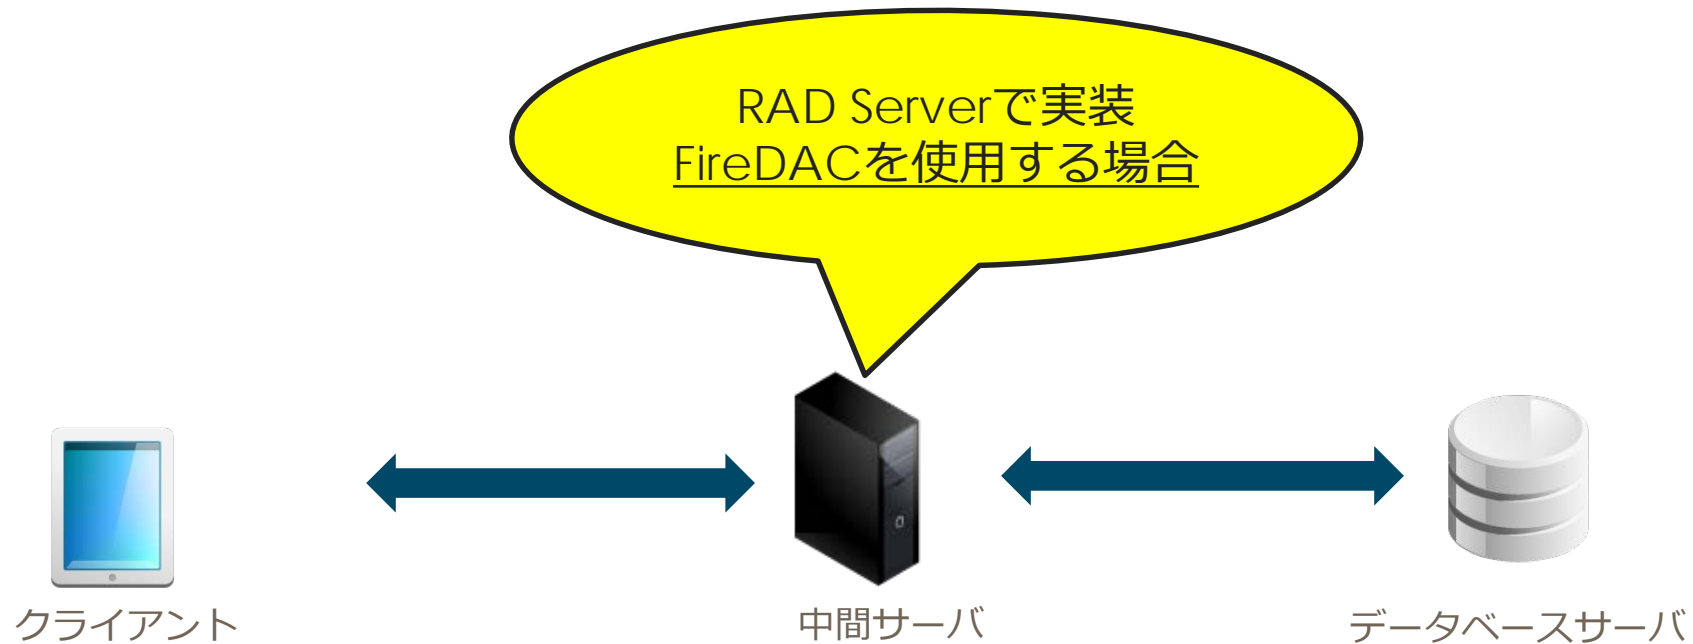 RAD Serverで実装
FireDACを使用する場合
クライアント
中間サーバ
データベースサーバ